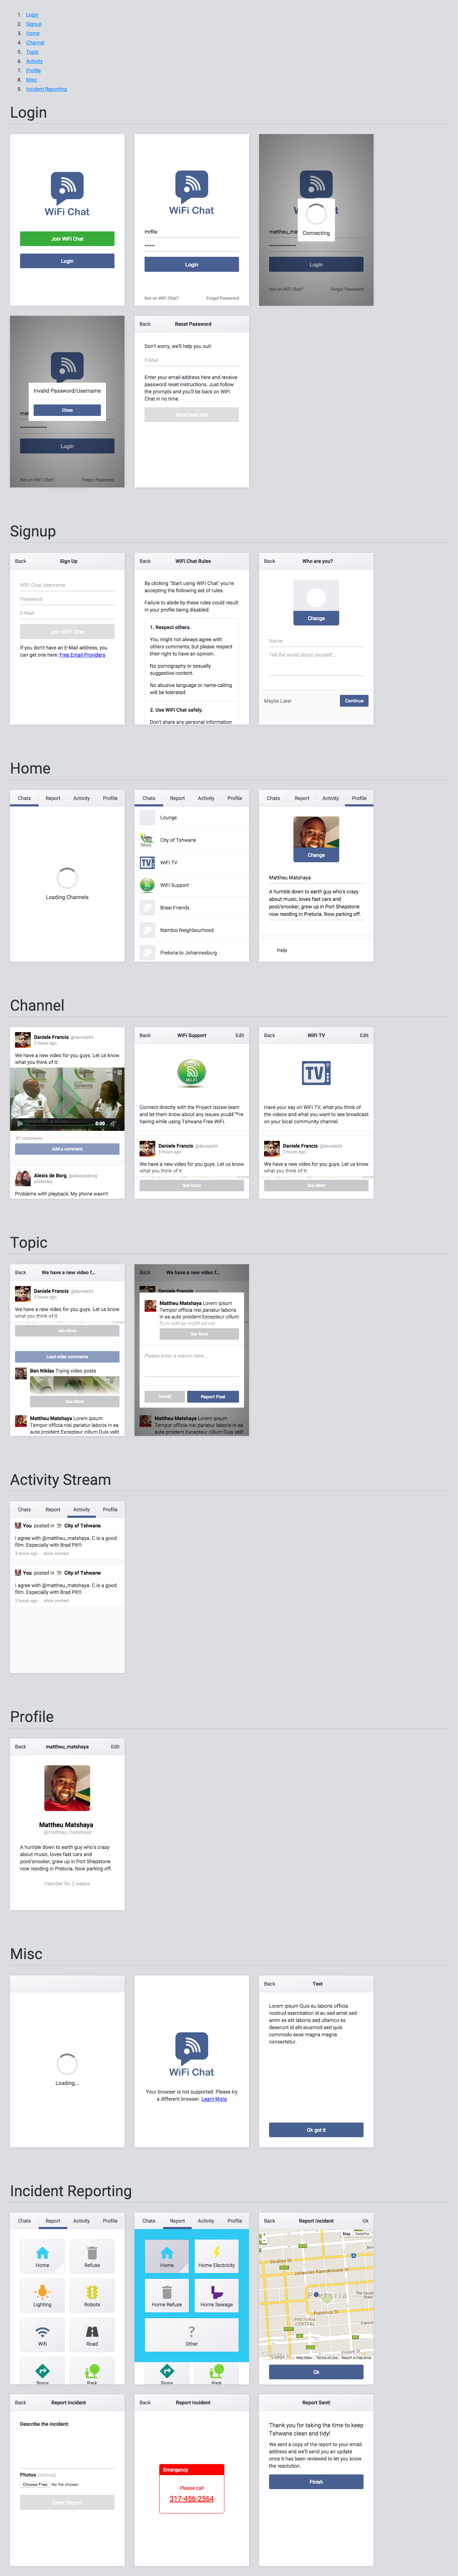 1. Login
2. Signup
3. Home
4. Channel
5. Topic
6. Activity
7. Profile
8. Misc
9. Incident Reporting
Login
WiFi Chat
Join WiFi Chat
Login
WiFi Chat
mrflia
Login
Not on WiFi Chat?
Forgot Password
Connecting
Login
Not on WiFi Chat?
Forgot Password
Invalid Password/Username
Close
Login
Not on WiFi Chat?
Forgot Password
Back
Reset Password
Don't worry, we'll help you out!
E-Mail
Enter your email address here and receive
password reset instructions. Just follow
the prompts and you'll be back on WiFi
Chat in no time.
Send reset link
Signup
Back
Sign Up
WiFi Chat Username
Password
E-Mail
Join WiFi Chat
If you don't have an E-Mail address, you
can get one here: Free Email Providers
Back
WiFi Chat Rules
By clicking "Start using WiFi Chat" you're
accepting the following set of rules.
Failure to abide by these rules could result
in your profile being disabled.
1. Respect others.
You might not always agree with
others comments, but please respect
their right to have an opinion.
No pornography or sexually
suggestive content.
No abusive language or name-calling
will be tolerated.
2. Use WiFi Chat safely.
Don't share any personal information
Back
Who are you?
Change
Name
Tell the world about yourself...
Maybe Later
Continue
Home
Chats
Report
Activity
Profile
Loading Channels
Chats
Report
Activity
Profile
Lounge
City of Tshwane
WiFi TV
WiFi Support
Braai Friends
Nambol Neighbourhood
Pretoria to Johannesburg
Chats
Report
Activity
Profile
Change
Mattheu Matshaya
A humble down to earth guy who's crazy
about music, loves fast cars and
pool/snooker, grew up in Port Shepstone
now residing in Pretoria. Now parking off.
Help
Channel
Daniele Francis
5 hours ago
We have a new video for you guys. Let us know
what you think of it:
0:00
51 comments
Add a comment
Alexis de Borg
yesterday
Problems with playback: My phone wasn't
Back
WiFi Support
Edit
Connect directly with the Project Isizwe team
and let them know about any issues youâ€™re
having while using Tshwane Free WiFi.
Daniele Francis
5 hours ago
We have a new video for you guys. Let us know
what you think of it:
See More
Back
WiFi TV
Edit
TV
Have your say on WiFi TV, what you think of
the videos and what you want to see broadcast
on your local community channel.
Daniele Francis
5 hours ago
We have a new video for you guys. Let us know
what you think of it:
See More
Topic
Back
We have a new video f...
Daniele Francis
5 hours ago
We have a new video for you guys. Let us know
what you think of it:
See More
Load older comments
Ben Niklas Trying video posts
See More
Mattheu Matshaya Lorem ipsum
Tempor officia nisi pariatur laboris in ea
aute proident Excepteur cillum Duis velit
Back
We have a new video f...
Mattheu Matshaya Lorem ipsum
Tempor officia nisi pariatur laboris
in ea aute proident Excepteur cillum
See More
Please enter a reason here...
Cancel
Report Post
Mattheu Matshaya Lorem ipsum
Tempor officia nisi pariatur laboris in ea
aute proident Excepteur cillum Duis velit
Activity Stream
Chats
Report
Activity
Profile
You posted in City of Tshwane
I agree with @mattheu_matshaya. C is a good
film. Especially with Brad Pit!!!
3 hours ago
show context
You posted in City of Tshwane
I agree with @mattheu_matshaya. C is a good
film. Especially with Brad Pit!!!
3 hours ago
show context
Profile
Back
mattheu_matshaya
Edit
Mattheu Matshaya
@mattheu_matshaya
A humble down to earth guy who's crazy
about music, loves fast cars and
pool/snooker, grew up in Port Shepstone
now residing in Pretoria. Now parking off.
member for 2 weeks
Misc
Loading...
WiFi Chat
Your browser is not supported. Please try
a different browser. Learn More
Back
Text
Lorem ipsum Quis eu laboris officia
nostrud exercitation id eu sed amet sed
anim ex elit laboris sed ullamco ex
deserunt id elit eiusmod sed quis
commodo esse magna magna
consectetur.
Ok got it
Incident Reporting
Chats
Report
Activity
Profile
Home
Refuse
Lighting
Robots
Wifi
Road
Signs
Park
Chats
Report
Activity
Profile
Home
Home Electricity
Home Refuse
Home Sewage
Other
Signs
Park
Back
Report Incident
Ok
Map
Satellite
Struben St
Johannes Ramokhoase St
Pretorius St
PRETORIA
CENTRAL
Map Data
Terms of Use
Report a map error
Ok
Back
Report Incident
Describe the incident:
Photos (optional)
Choose Files
No file chosen
Send Report
Back
Report Incident
Emergency
Please call
317-456-2564
Report Sent!
Thank you for taking the time to keep
Tshwane clean and tidy!
We sent a copy of the report to your email
address and we'll send you an update
once it has been reviewed to let you know
the resolution.
Finish